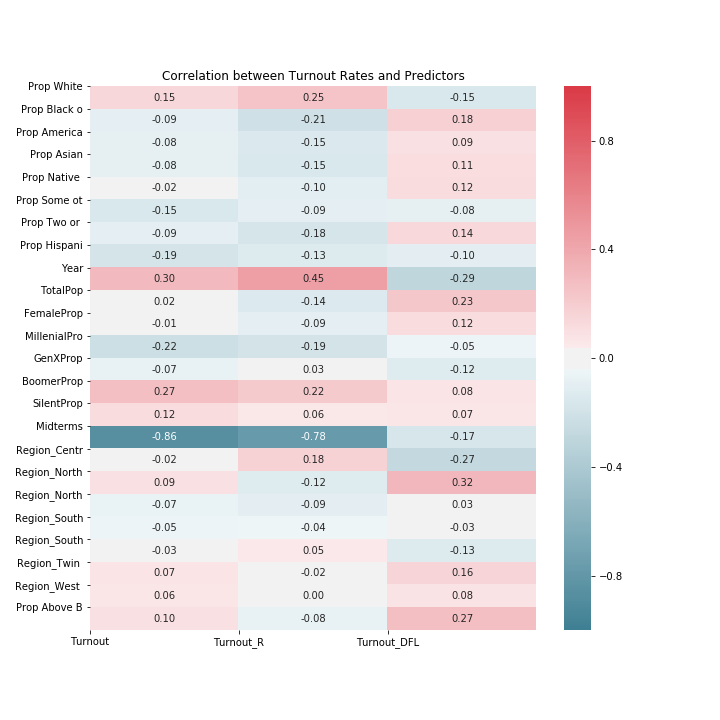 Correlation between Turnout Rates and Predictors
Prop White
0.15 0.25 -0.15
Prop Black o
-0.09 -0.21 0.18
Prop America
-0.08 -0.15 0.09
Prop Asian
-0.08 -0.15 0.11
Prop Native
-0.02 -0.10 0.12
Prop Some ot
-0.15 -0.09 -0.08
Prop Two or
-0.09 -0.18 0.14
Prop Hispani
-0.19 -0.13 -0.10
Year
0.30 0.45 -0.29
TotalPop
0.02 -0.14 0.23
FemaleProp
-0.01 -0.09 0.12
MillenialPro
-0.22 -0.19 -0.05
GenXProp
-0.07 0.03 -0.12
BoomerProp
0.27 0.22 0.08
SilentProp
0.12 0.06 0.07
Midterms
-0.86 -0.78 -0.17
Region_Centr
-0.02 0.18 -0.27
Region_North
0.09 -0.12 0.32
Region_North
-0.07 -0.09 0.03
Region_South
-0.05 -0.04 -0.03
Region_South
-0.03 0.05 -0.13
Region_Twin
0.07 -0.02 0.16
Region_West
0.06 0.00 0.08
Prop Above B
0.10 -0.08 0.27
Turnout Turnout_R Turnout_DFL
0.8
0.4
0.0
−0.4
−0.8